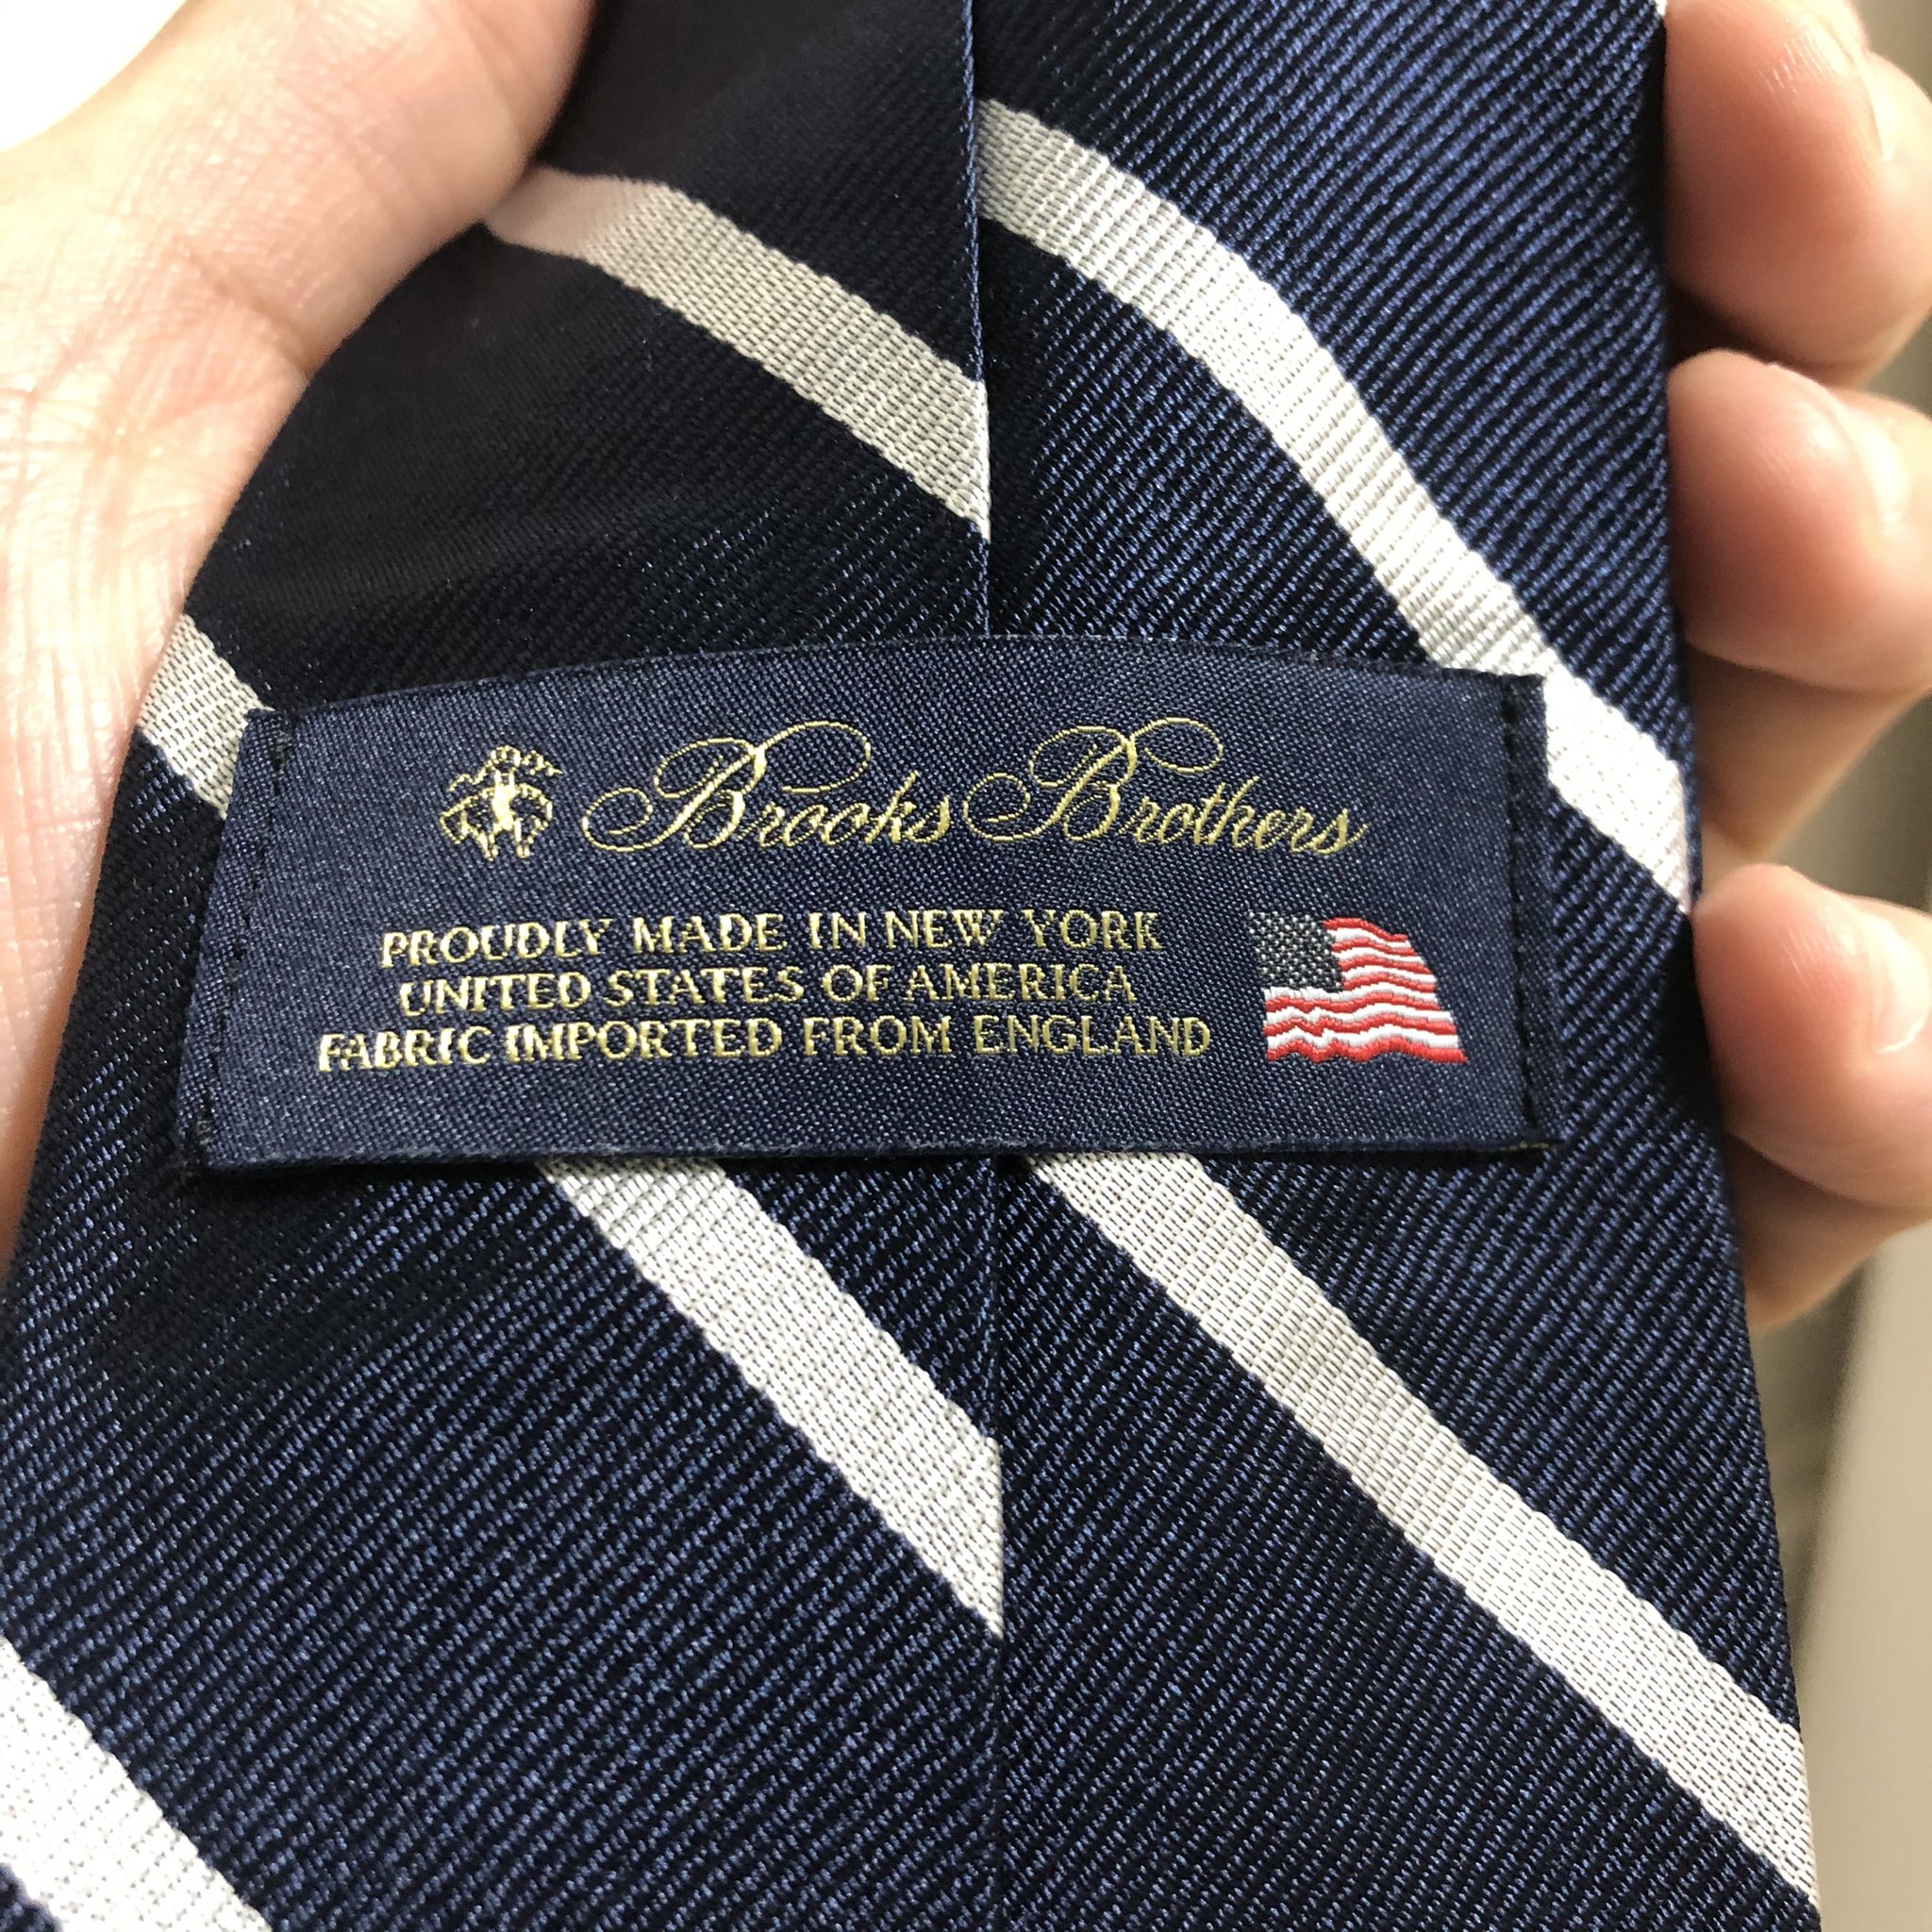 Brooks Brothers
PROUDLY MADE IN NEW YORK
UNITED STATES OF AMERICA
FABRIC IMPORTED FROM ENGLAND